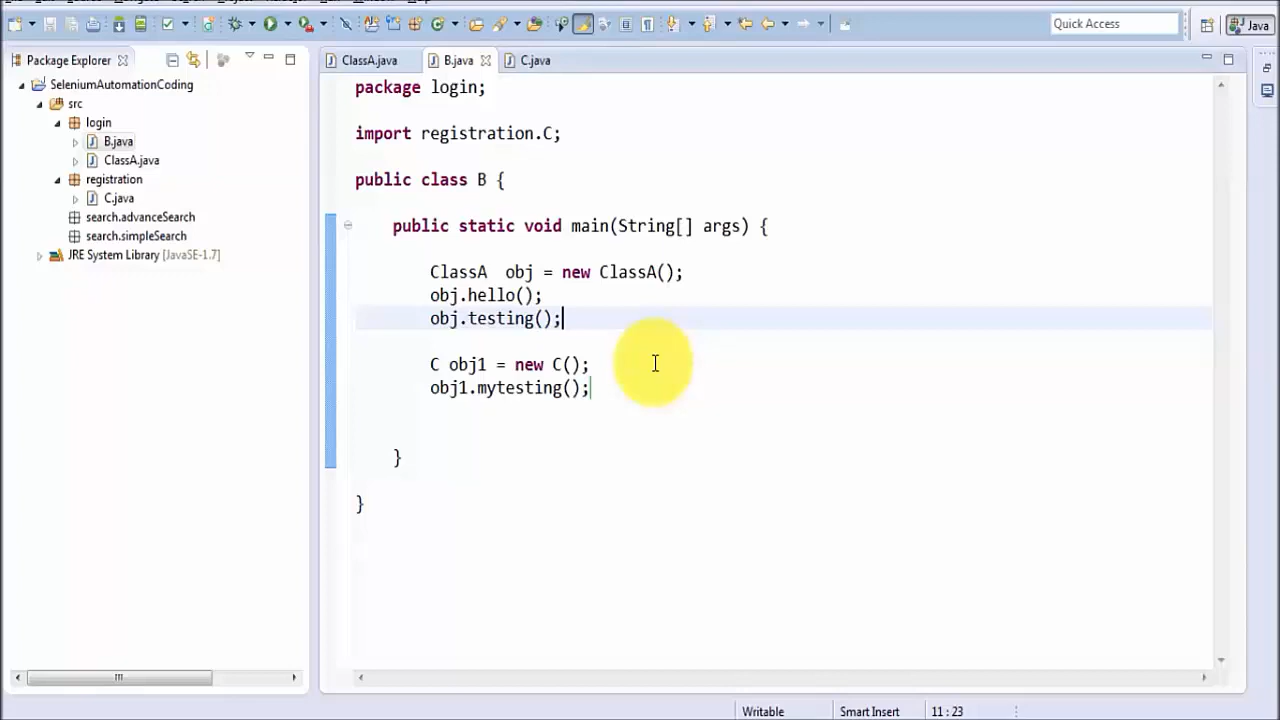 Quick Access
Java
Package Explorer
SeleniumAutomationCoding
src
login
B.java
ClassA.java
registration
C.java
search.advanceSearch
search.simpleSearch
JRE System Library [JavaSE-1.7]
ClassA.java
B.java
C.java
package login;
import registration.C;
public class B {
public static void main(String[] args) {
ClassA  obj = new ClassA();
obj.hello();
obj.testing();
C obj1 = new C();
obj1.mytesting();
}
}
Writable
Smart Insert
11 : 23